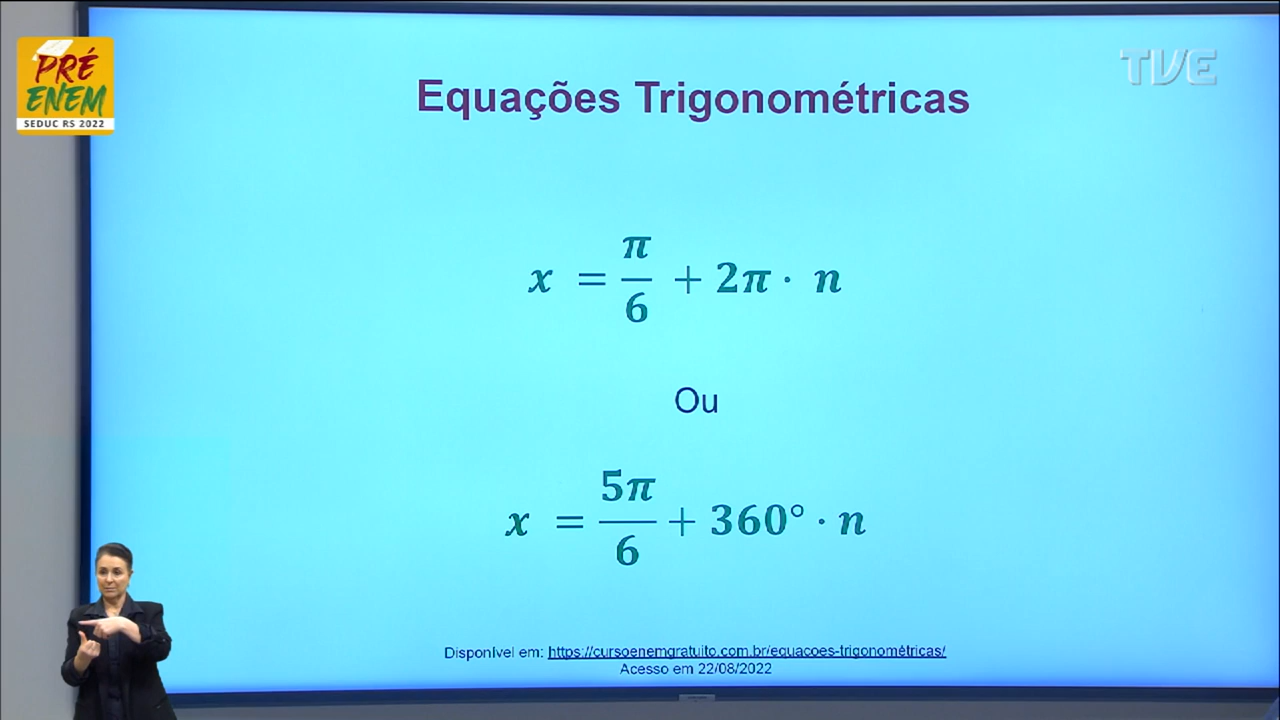 PRÉ
ENEM
SEDUC RS 2022
TVE
Equações Trigonométricas
x = π/6 + 2π · n
Ou
x = 5π/6 + 360° · n
Disponível em: https://cursoenemgratuito.com.br/equacoes-trigonométricas/
Acesso em 22/08/2022